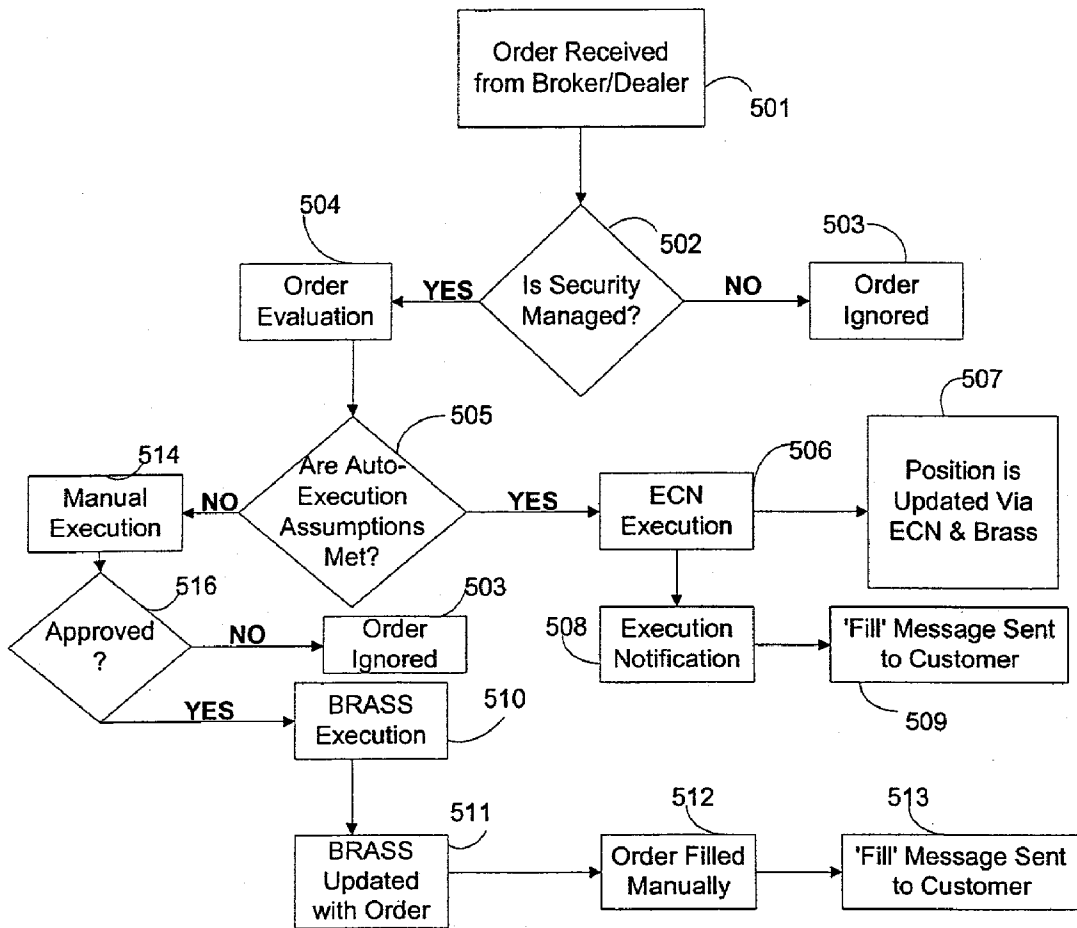 Order Received
from Broker/Dealer
501
504
502
503
Order
Evaluation
YES
Is Security
Managed?
NO
Order
Ignored
507
505
514
506
Manual
Execution
NO
Are Auto-
Execution
Assumptions
Met?
YES
ECN
Execution
Position is
Updated Via
ECN & Brass
516
503
Approved
?
NO
Order
Ignored
508
Execution
Notification
'Fill' Message Sent
to Customer
509
YES
BRASS
Execution
510
511
512
513
BRASS
Updated
with Order
Order Filled
Manually
'Fill' Message Sent
to Customer